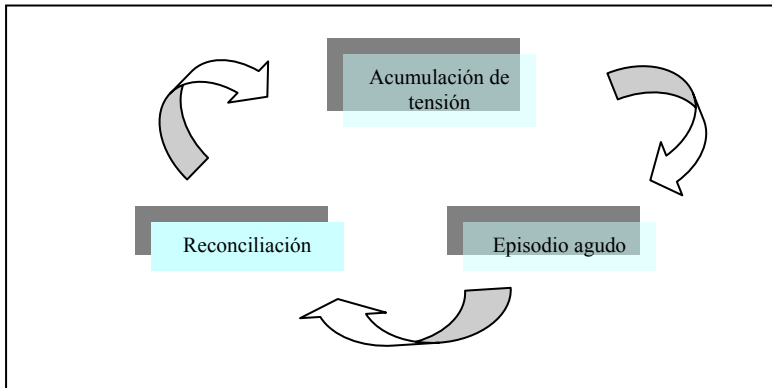 Acumulación de
tensión
Reconciliación
Episodio agudo